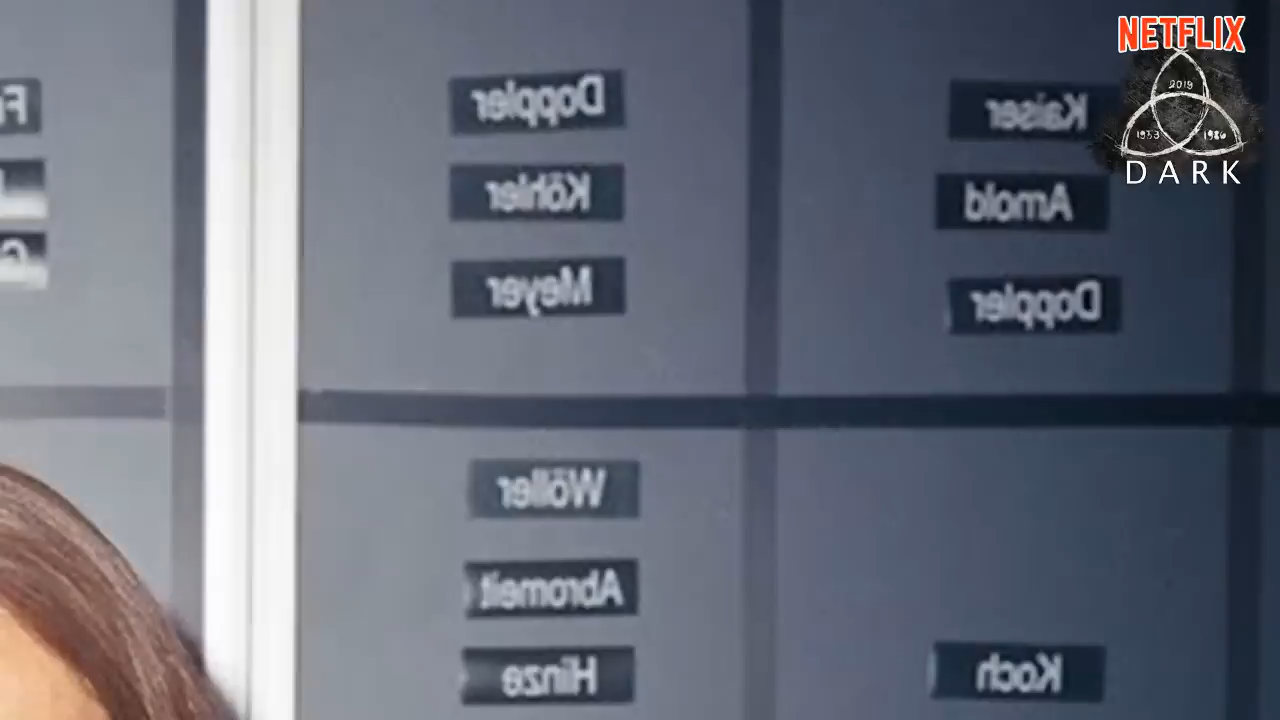 NETFLIX
2019
1953 1986
DARK
Doppler
Köhler
Meyer
Kaiser
Arnold
Doppler
Wöller
Abromeit
Hinze
Koch